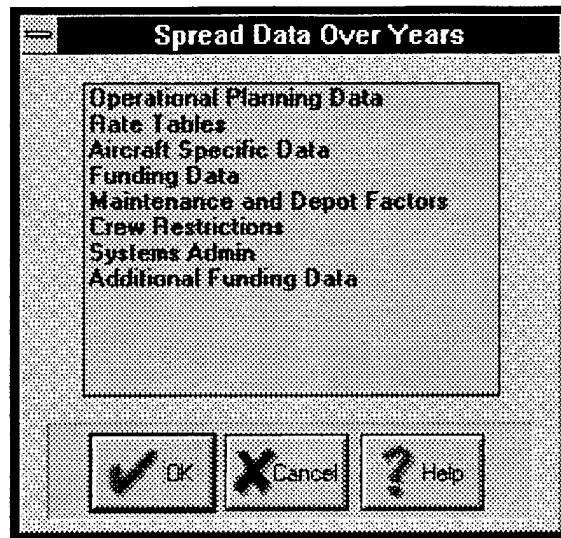 Spread Data Over Years
Operational Planning Data
Rate Tables
Aircraft Specific Data
Funding Data
Maintenance and Depot Factors
Crew Restrictions
Systems Admin
Additional Funding Data
OK Cancel Help